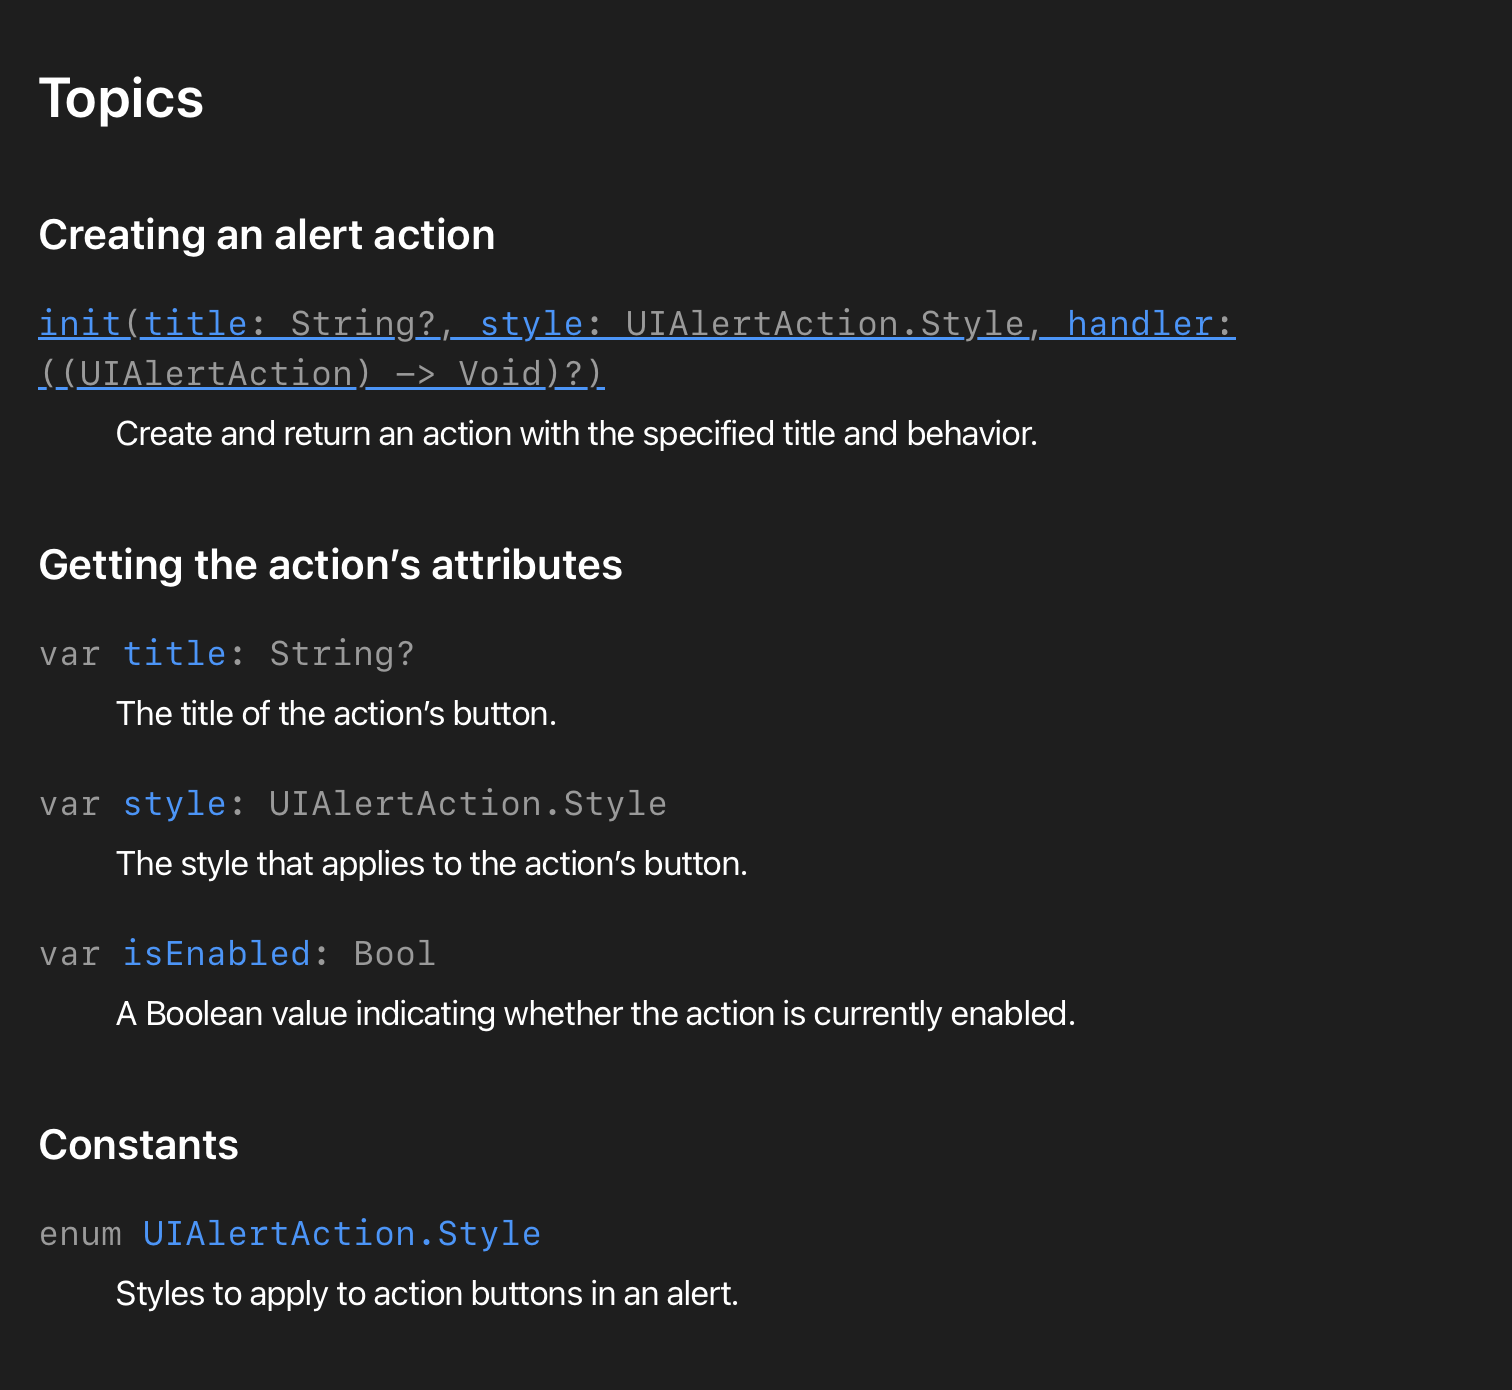 Topics
Creating an alert action
init(title: String?, style: UIAlertAction.Style, handler:
((UIAlertAction) -> Void)?)
Create and return an action with the specified title and behavior.
Getting the action’s attributes
var title: String?
The title of the action’s button.
var style: UIAlertAction.Style
The style that applies to the action’s button.
var isEnabled: Bool
A Boolean value indicating whether the action is currently enabled.
Constants
enum UIAlertAction.Style
Styles to apply to action buttons in an alert.